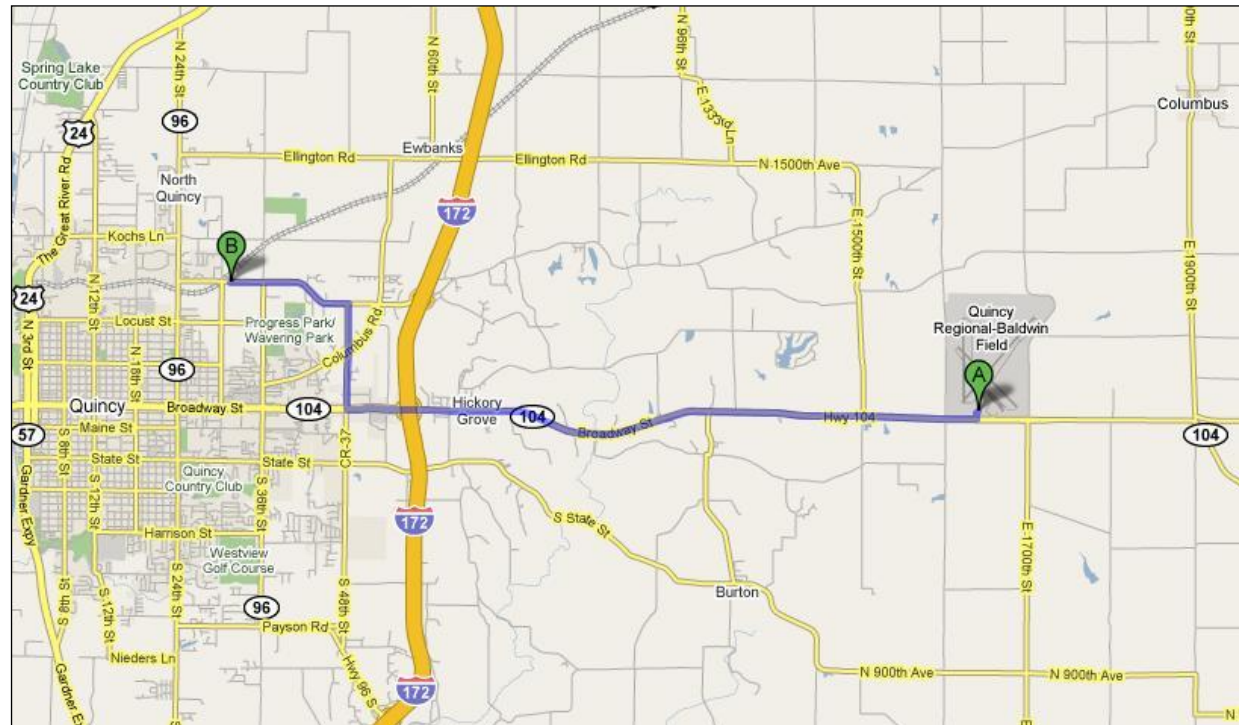 Spring Lake
Country Club
24
The Great River Rd
N 24th St
96
North
Quincy
Kochs Ln
N 12th St
24
N 3rd St
Locust St
N 18th St
96
Quincy
Broadway St
104
Maine St
57
S 8th St
State St
State St
Quincy
Country Club
S 12th St
S 36th St
Harrison St
Westview
Golf Course
S 24th St
96
S 8th St
S 12th St
Payson Rd
Nieders Ln
Gardner Expy
Gardner Expy
S 48th St
Hwy 96 S
CR-37
B
Progress Park/
Wavering Park
Columbus Rd
N 60th St
Ewbanks
Ellington Rd
Ellington Rd
172
172
172
Hickory
Grove
104
Broadway St
Hwy 104
S State St
Burton
N 96th St
N 1500th Ave
E 1500th St
Quincy
Regional-Baldwin
Field
A
Columbus
E 1900th St
104
E 1700th St
N 900th Ave
N 900th Ave
N